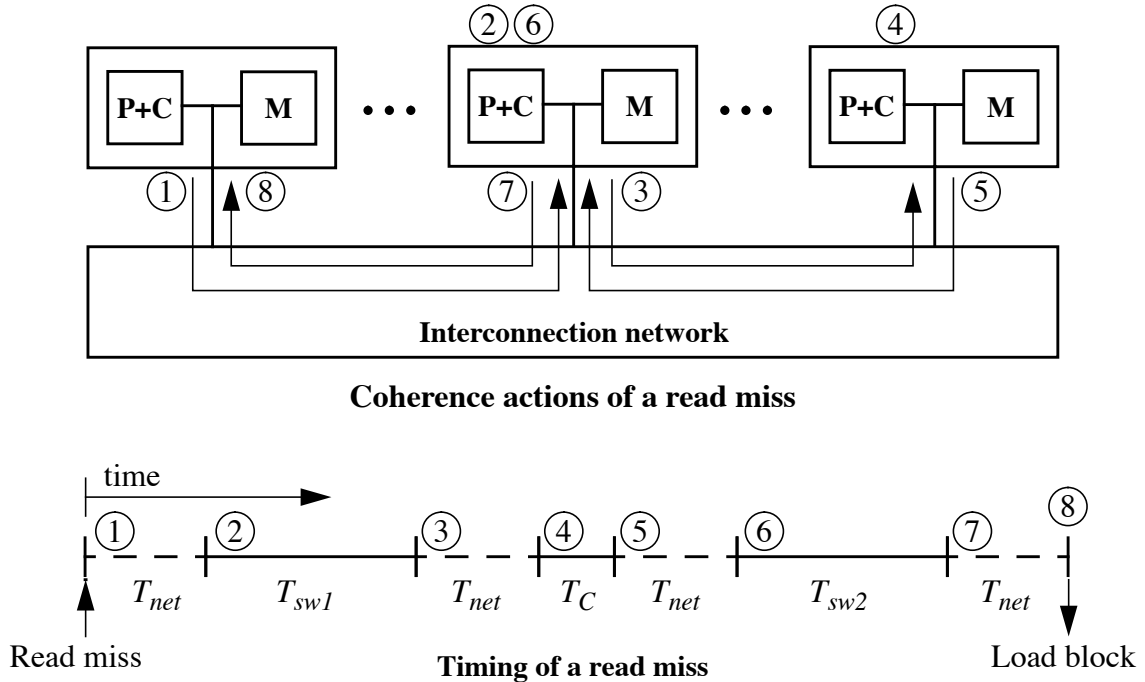 ② ⑥ ④
P+C M • • • P+C M • • • P+C M
① ⑧ ⑦ ③ ⑤
Interconnection network
Coherence actions of a read miss
time
① ② ③ ④ ⑤ ⑥ ⑦ ⑧
T_net T_sw1 T_net T_C T_net T_sw2 T_net
Read miss Load block
Timing of a read miss